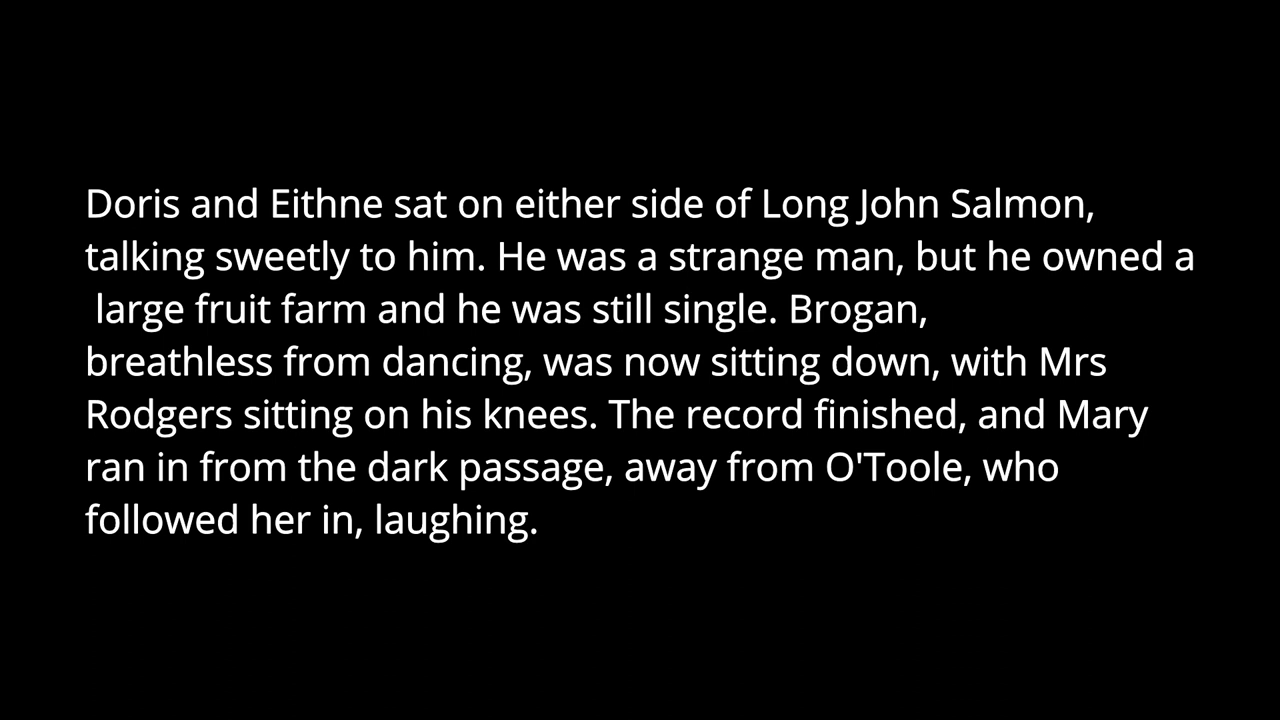 Doris and Eithne sat on either side of Long John Salmon,
talking sweetly to him. He was a strange man, but he owned a
large fruit farm and he was still single. Brogan,
breathless from dancing, was now sitting down, with Mrs
Rodgers sitting on his knees. The record finished, and Mary
ran in from the dark passage, away from O'Toole, who
followed her in, laughing.